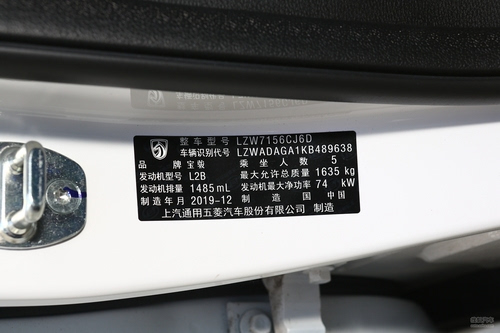 整车型号 LZW7156CJ6D
车辆识别代号 LZWADAGA1KB489638
品牌 宝骏 乘坐人数 5
发动机型号 L2B 最大允许总质量 1635 kg
发动机排量 1485 mL 发动机最大净功率 74 kW
制造年月 2019-12 制造国 中国
上汽通用五菱汽车股份有限公司 制造